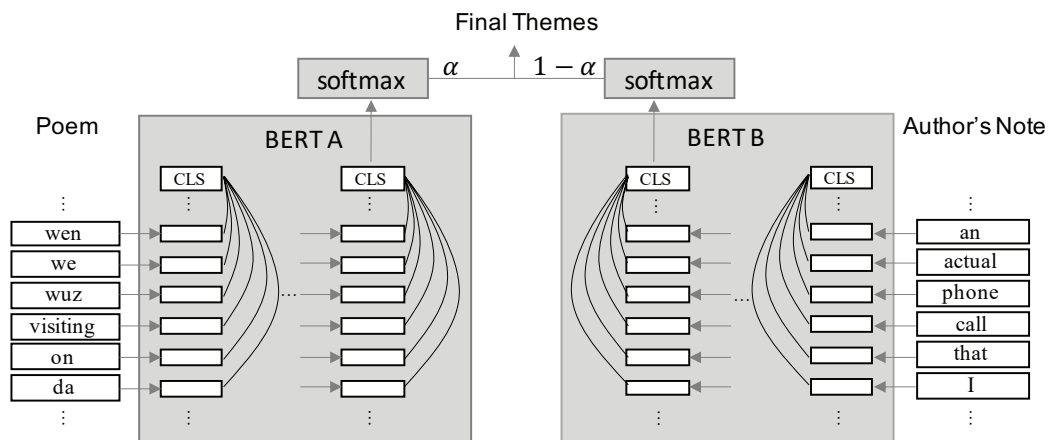 Final Themes
softmax
α
1 − α
softmax
Poem
BERT A
BERT B
Author's Note
CLS
CLS
CLS
CLS
⋮
⋮
⋮
⋮
⋮
⋮
wen
an
we
actual
wuz
...
...
phone
visiting
call
on
that
da
I
⋮
⋮
⋮
⋮
⋮
⋮